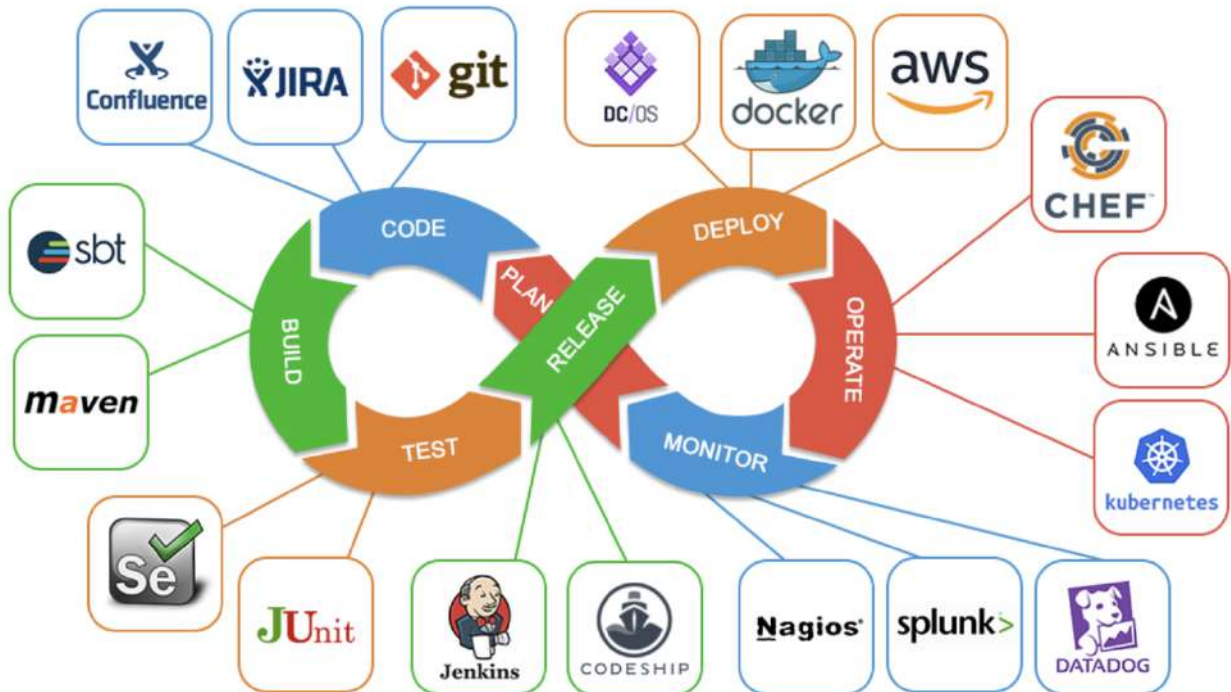 Confluence
JIRA
git
DC/OS
docker
aws
CHEF™
sbt
CODE
DEPLOY
PLAN
RELEASE
BUILD
OPERATE
ANSIBLE
maven
TEST
MONITOR
kubernetes
Se
JUnit
Jenkins
CODESHIP
Nagios®
splunk>
DATADOG